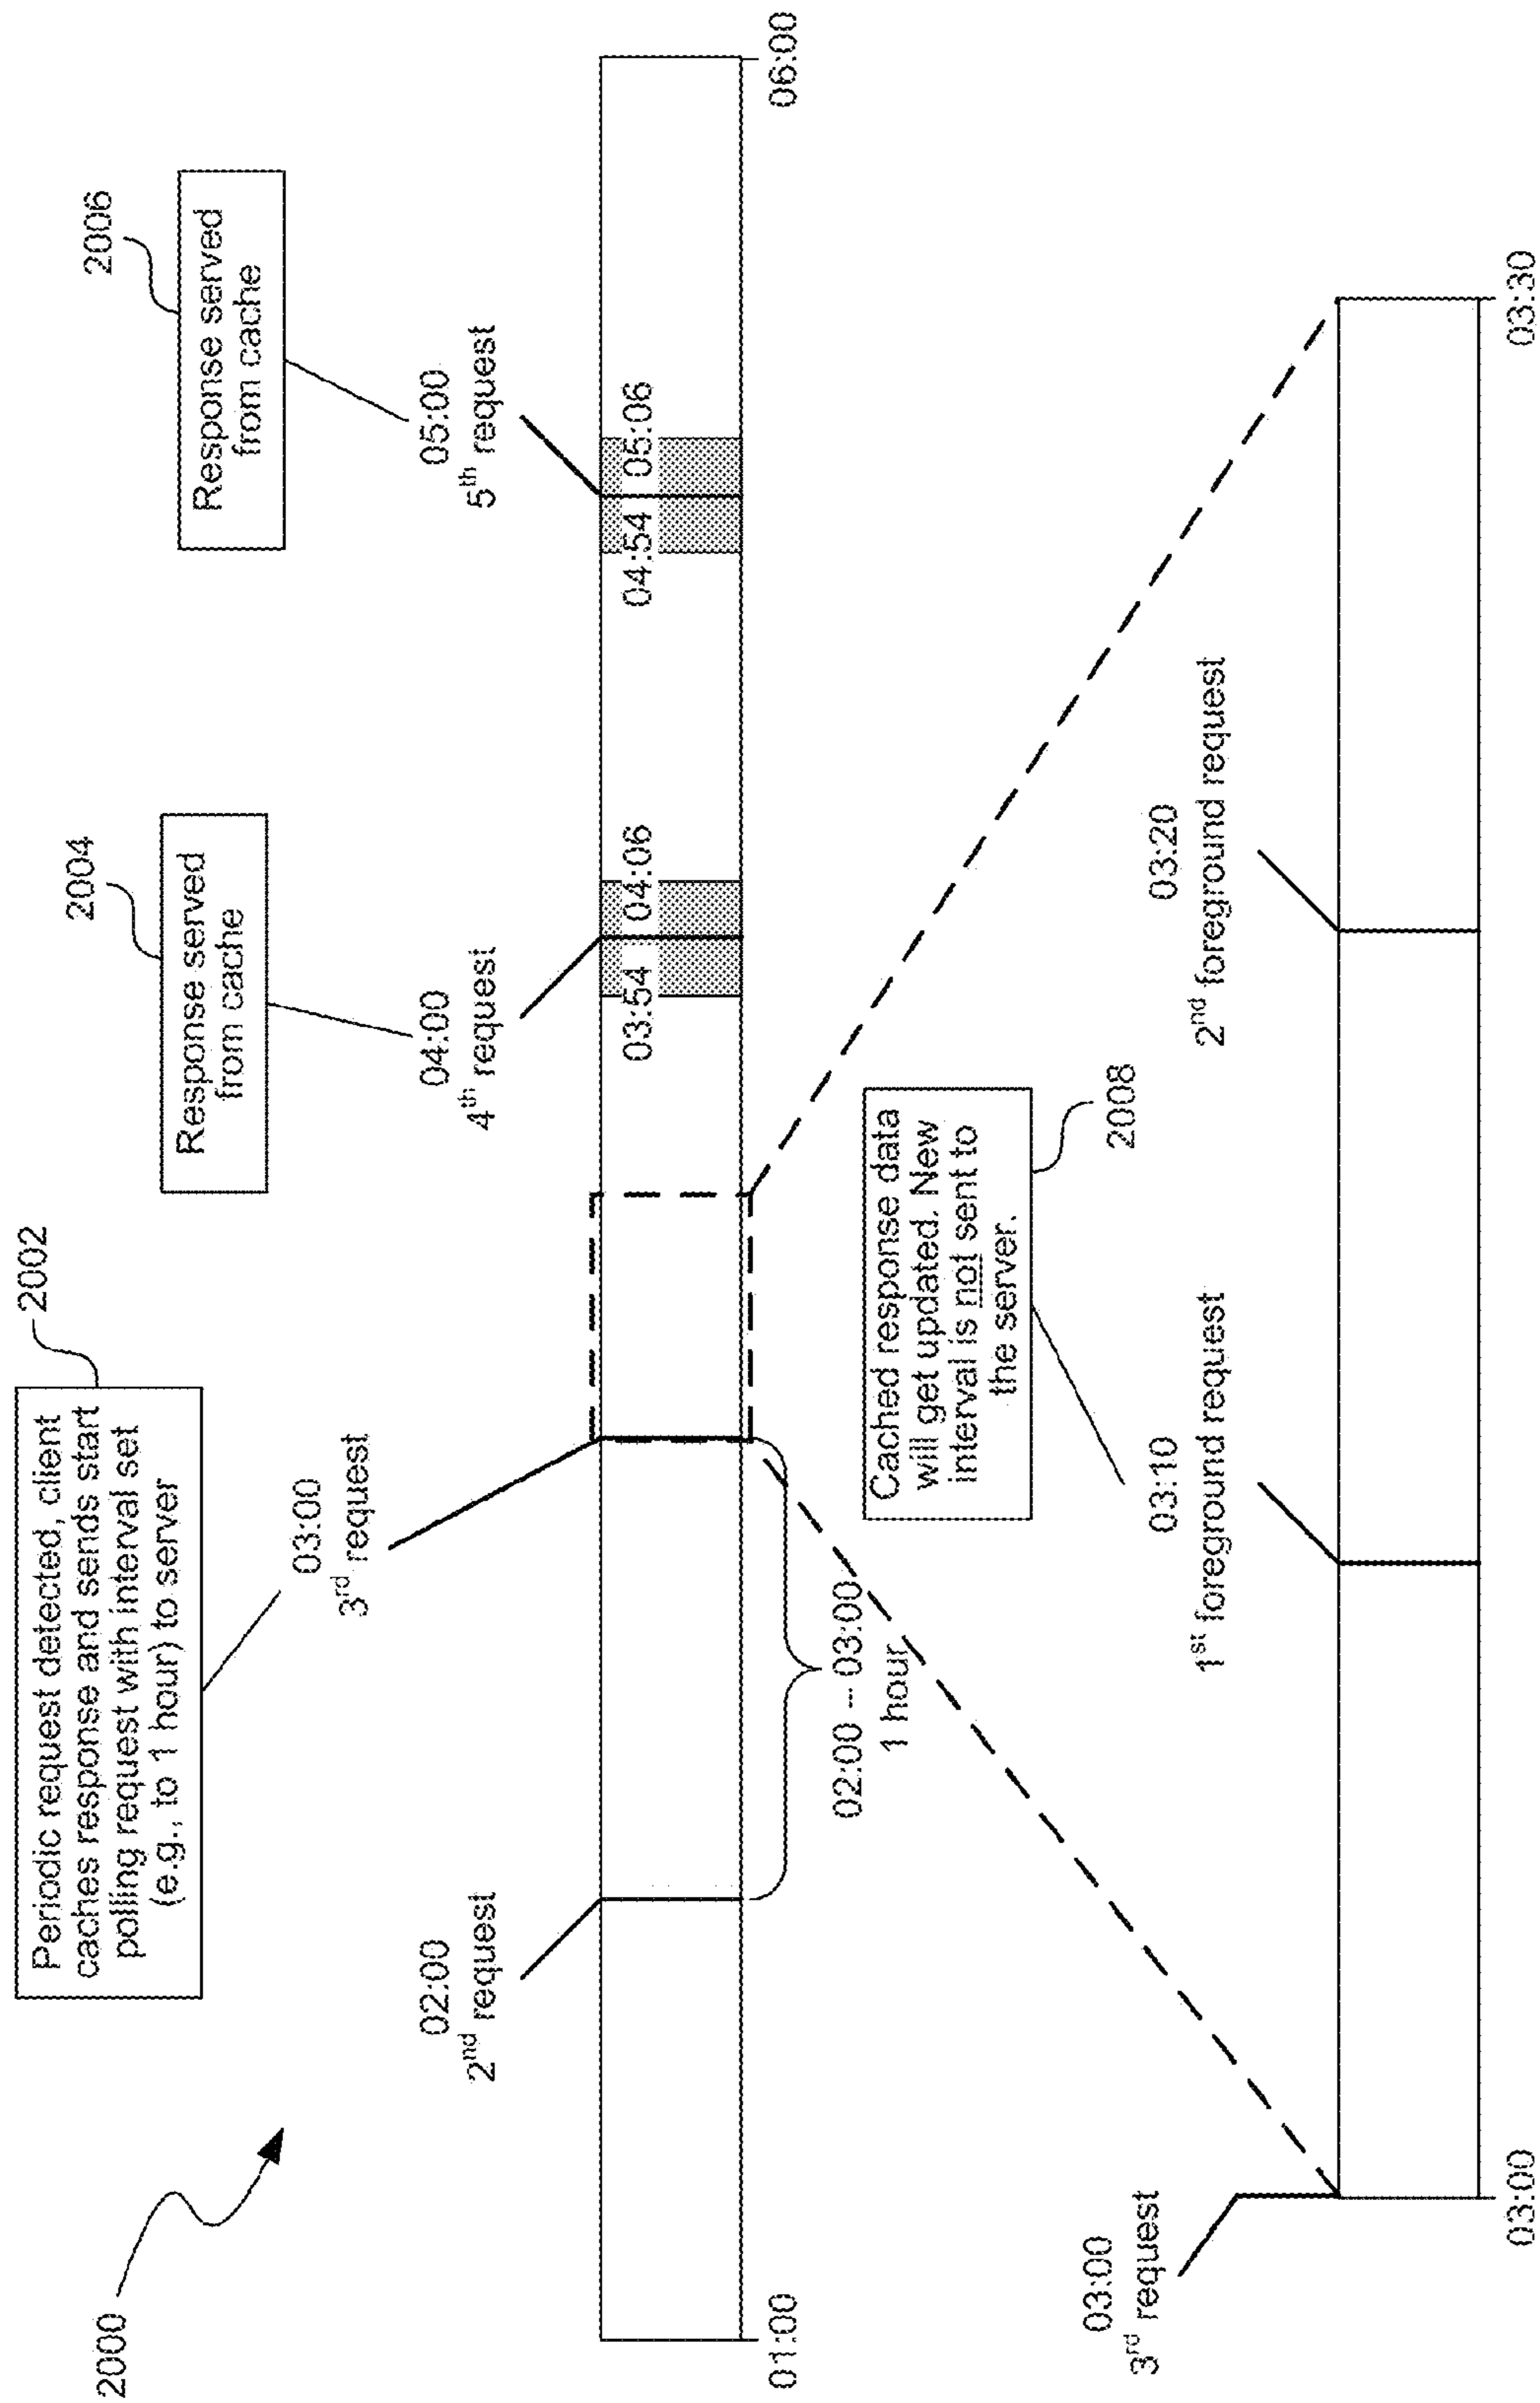 2000
Periodic request detected, client
caches response and sends start
polling request with interval set
(e.g., to 1 hour) to server
2002
Response served
from cache
2004
Response served
from cache
2006
02:00
2nd request
03:00
3rd request
04:00
4th request
05:00
5th request
03:54 04:06
04:54 05:06
01:00
06:00
02:00 – 03:00
1 hour
Cached response data
will get updated. New
interval is not sent to
the server.
2008
03:00
3rd request
03:10
1st foreground request
03:20
2nd foreground request
03:00
03:30